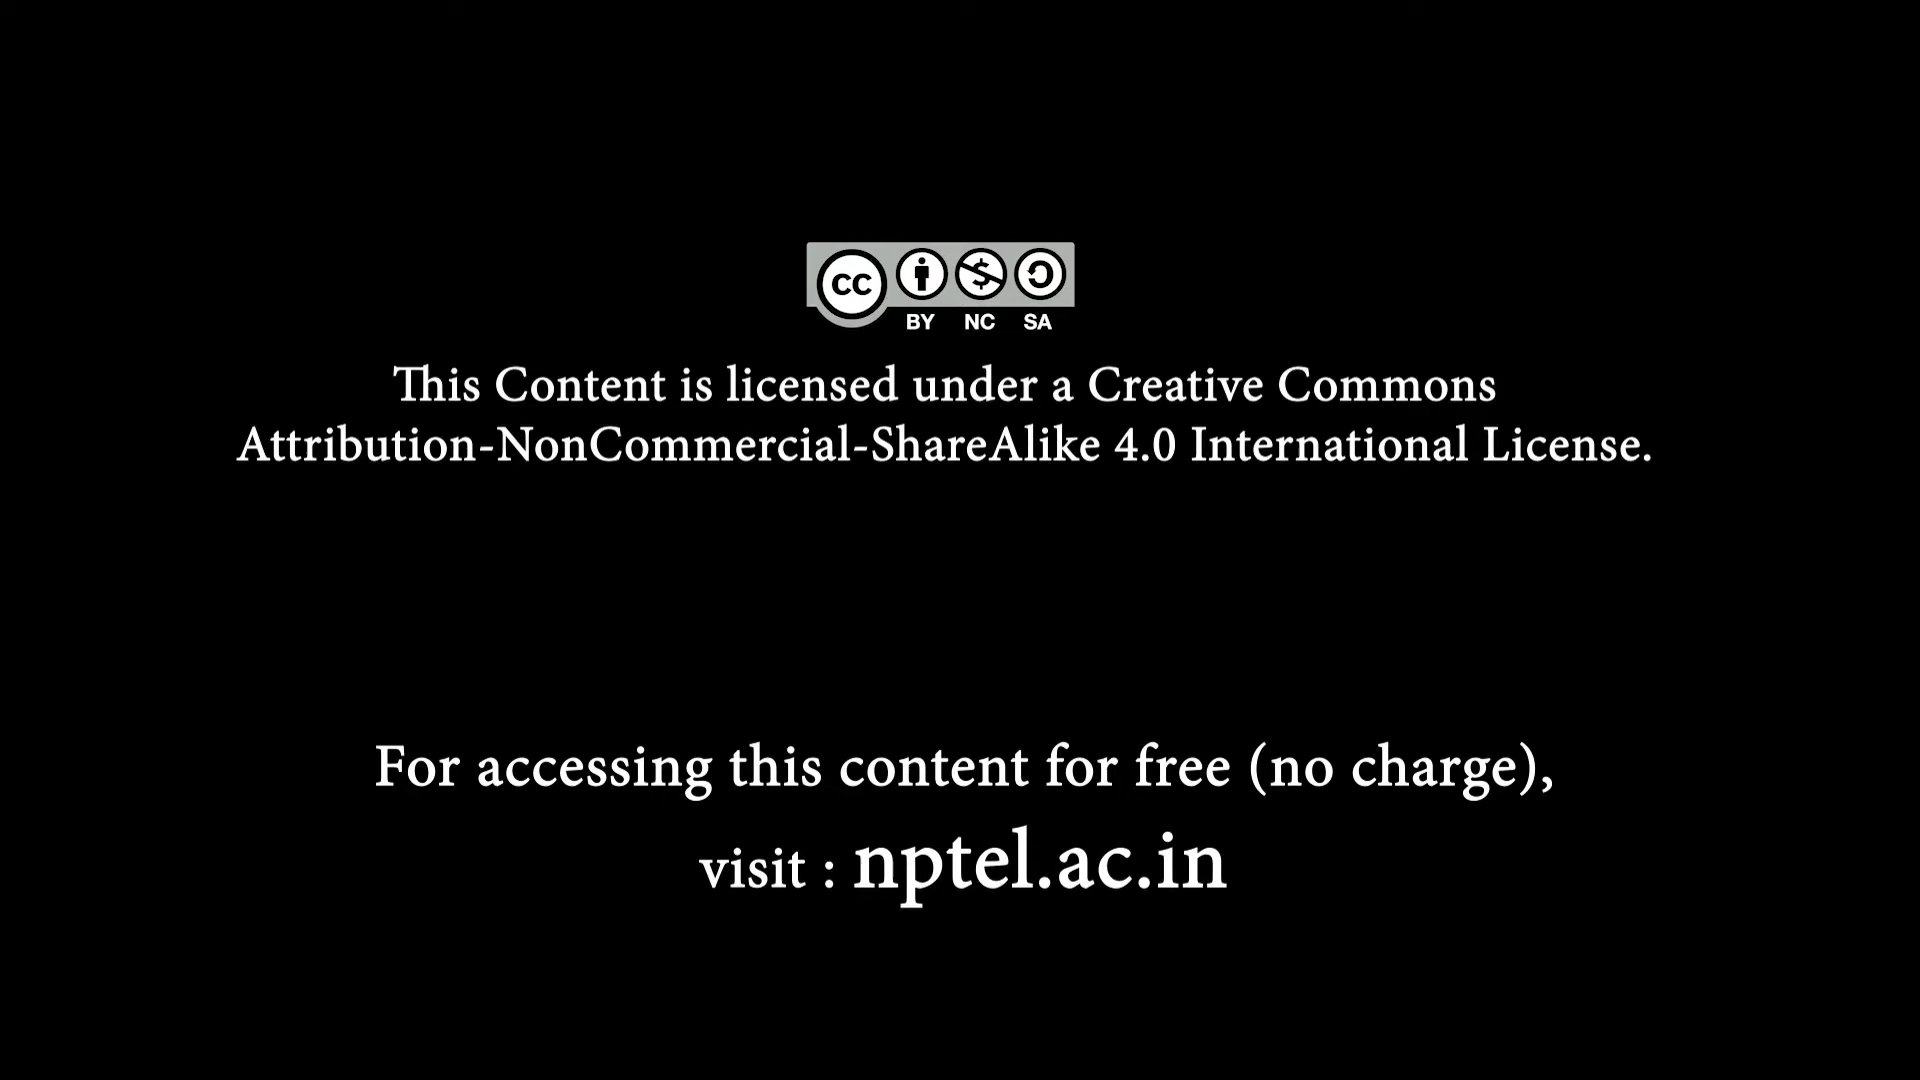 cc
BY NC SA
This Content is licensed under a Creative Commons
Attribution-NonCommercial-ShareAlike 4.0 International License.
For accessing this content for free (no charge),
visit : nptel.ac.in